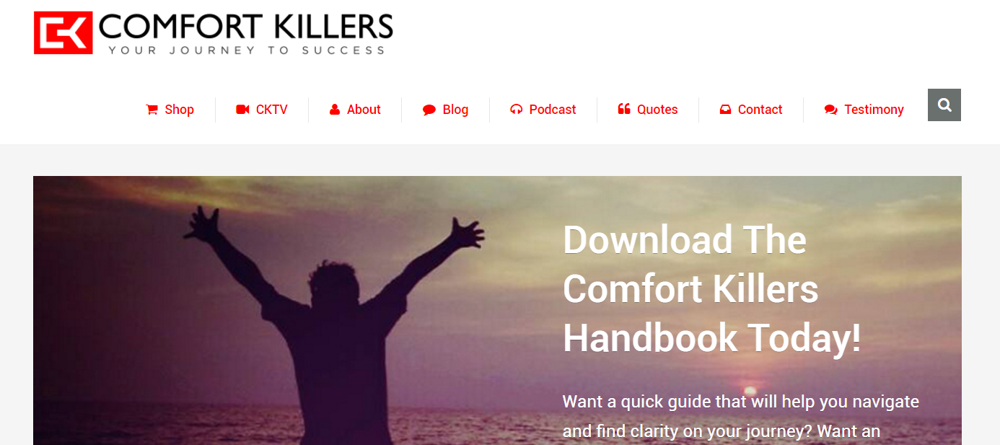 CK COMFORT KILLERS
YOUR JOURNEY TO SUCCESS
Shop CKTV About Blog Podcast Quotes Contact Testimony
Download The
Comfort Killers
Handbook Today!
Want a quick guide that will help you navigate
and find clarity on your journey? Want an